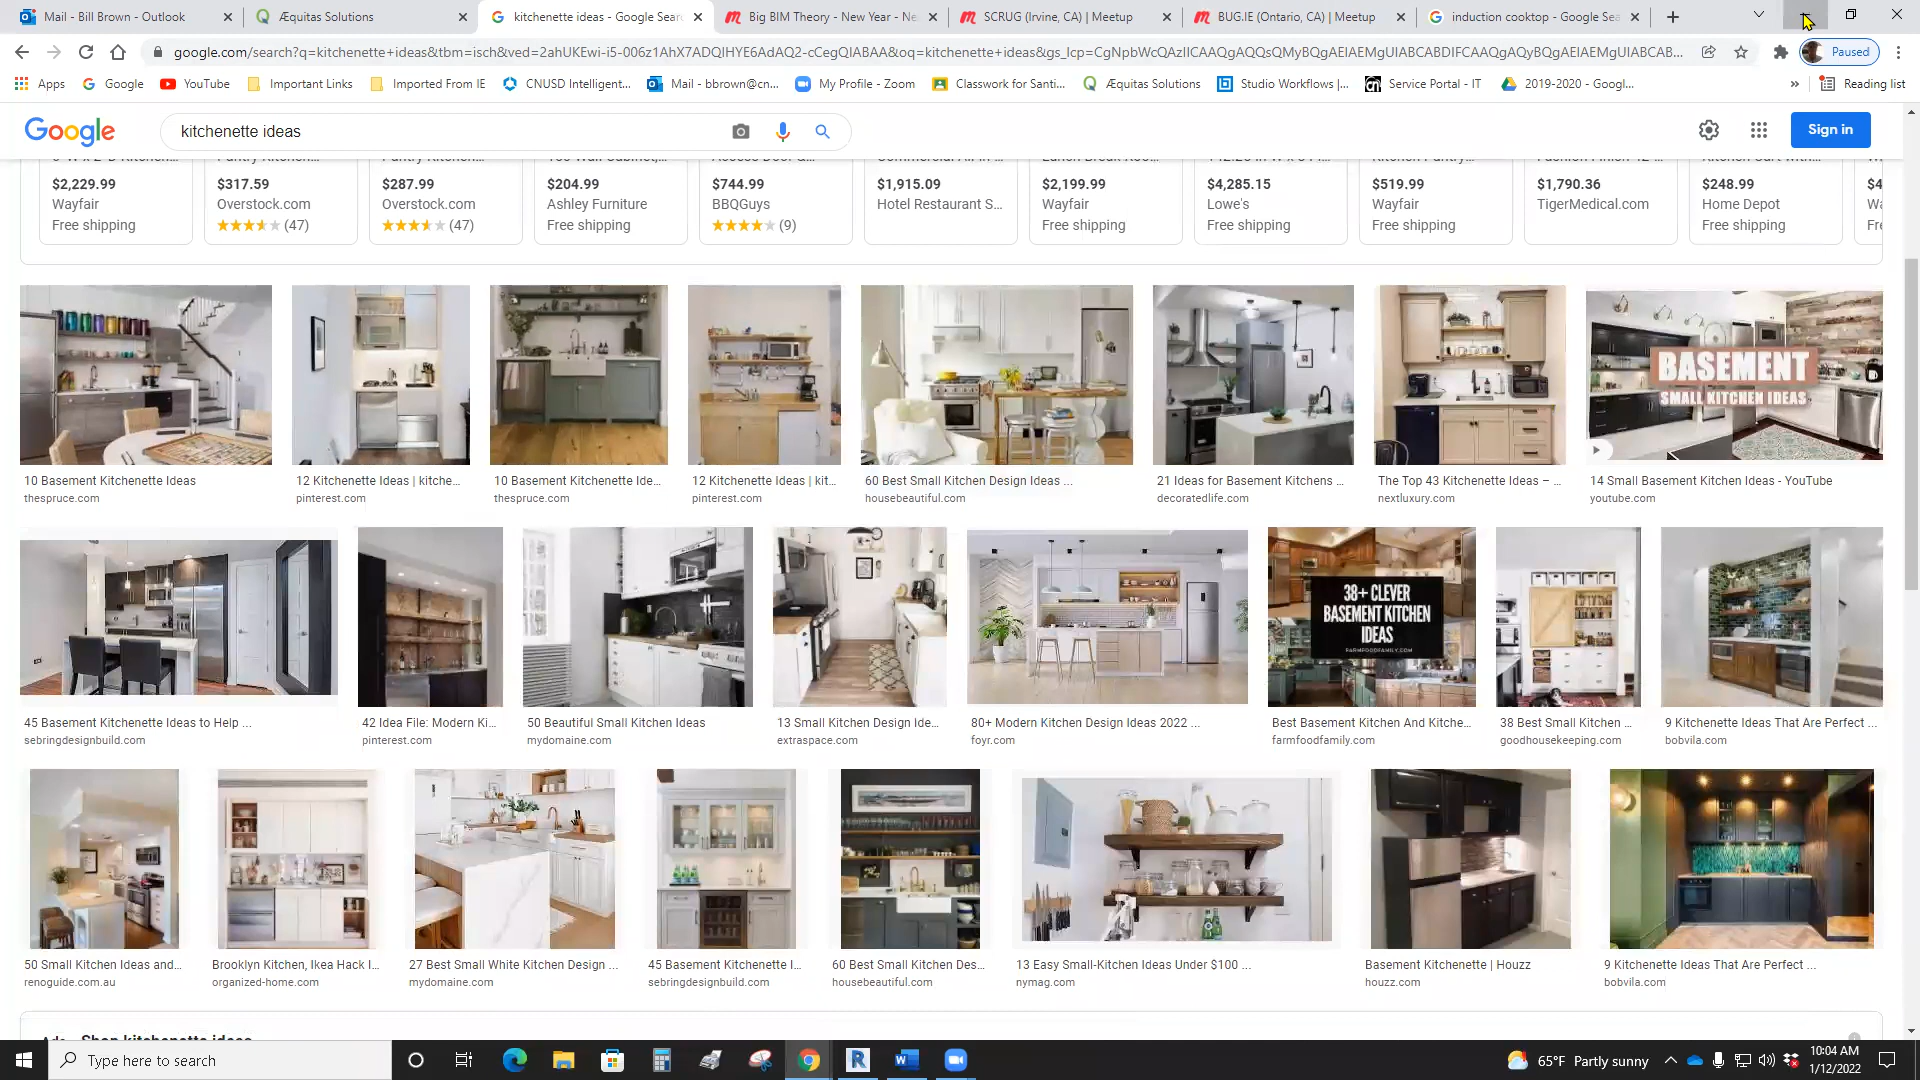 Mail - Bill Brown - Outlook
Æquitas Solutions
kitchenette ideas - Google Searc
Big BIM Theory - New Year - Ne
SCRUG (Irvine, CA) | Meetup
BUG.IE (Ontario, CA) | Meetup
induction cooktop - Google Sea
google.com/search?q=kitchenette+ideas&tbm=isch&ved=2ahUKEwi-i5-006z1AhX7ADQIHYE6AdAQ2-cCegQIABAA&oq=kitchenette+ideas&gs_lcp=CgNpbWcQAzIICAAQgAQQsQMyBQgAEIAEMgUIABCABDIFCAAQgAQyBQgAEIAEMgUIABCAB...
Paused
Apps
Google
YouTube
Important Links
Imported From IE
CNUSD Intelligent...
Mail - bbrown@cn...
My Profile - Zoom
Classwork for Santi...
Æquitas Solutions
Studio Workflows |...
Service Portal - IT
2019-2020 - Googl...
»
Reading list
Google
kitchenette ideas
Sign in
$2,229.99
Wayfair
Free shipping
$317.59
Overstock.com
(47)
$287.99
Overstock.com
(47)
$204.99
Ashley Furniture
Free shipping
$744.99
BBQGuys
(9)
$1,915.09
Hotel Restaurant S...
$2,199.99
Wayfair
Free shipping
$4,285.15
Lowe's
Free shipping
$519.99
Wayfair
Free shipping
$1,790.36
TigerMedical.com
$248.99
Home Depot
Free shipping
BASEMENT
SMALL KITCHEN IDEAS
10 Basement Kitchenette Ideas
thespruce.com
12 Kitchenette Ideas | kitche...
pinterest.com
10 Basement Kitchenette Ide...
thespruce.com
12 Kitchenette Ideas | kit...
pinterest.com
60 Best Small Kitchen Design Ideas ...
housebeautiful.com
21 Ideas for Basement Kitchens ...
decoratedlife.com
The Top 43 Kitchenette Ideas – ...
nextluxury.com
14 Small Basement Kitchen Ideas - YouTube
youtube.com
38+ CLEVER
BASEMENT KITCHEN
IDEAS
FARMFOODFAMILY.COM
45 Basement Kitchenette Ideas to Help ...
sebringdesignbuild.com
42 Idea File: Modern Ki...
pinterest.com
50 Beautiful Small Kitchen Ideas
mydomaine.com
13 Small Kitchen Design Ide...
extraspace.com
80+ Modern Kitchen Design Ideas 2022 ...
foyr.com
Best Basement Kitchen And Kitche...
farmfoodfamily.com
38 Best Small Kitchen ...
goodhousekeeping.com
9 Kitchenette Ideas That Are Perfect ...
bobvila.com
50 Small Kitchen Ideas and...
renoguide.com.au
Brooklyn Kitchen, Ikea Hack I...
organized-home.com
27 Best Small White Kitchen Design ...
mydomaine.com
45 Basement Kitchenette I...
sebringdesignbuild.com
60 Best Small Kitchen Des...
housebeautiful.com
13 Easy Small-Kitchen Ideas Under $100 ...
nymag.com
Basement Kitchenette | Houzz
houzz.com
9 Kitchenette Ideas That Are Perfect ...
bobvila.com
Type here to search
65°F Partly sunny
10:04 AM
1/12/2022